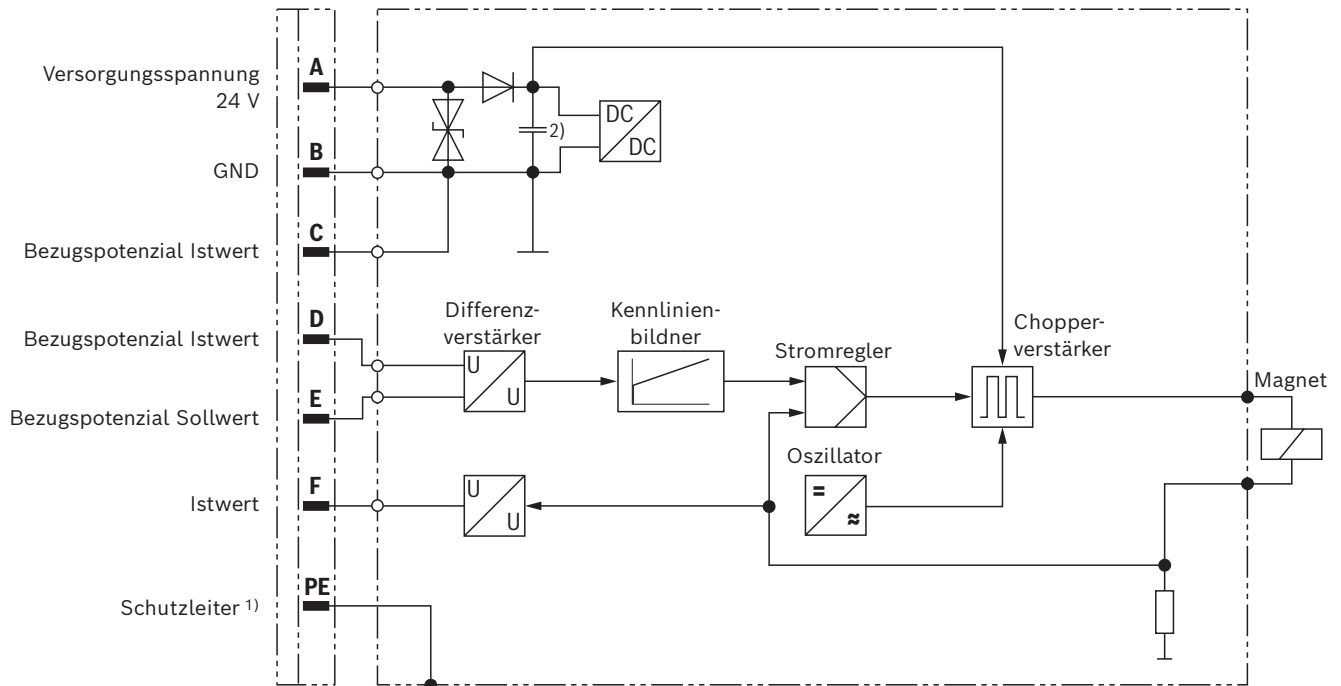 Versorgungsspannung
24 V
A
2)
DC
DC
GND
B
Bezugspotenzial Istwert
C
Bezugspotenzial Istwert
D
Differenz-
verstärker
U
U
Kennlinien-
bildner
Stromregler
Chopper-
verstärker
Magnet
Bezugspotenzial Sollwert
E
Oszillator
=
≈
Istwert
F
U
U
Schutzleiter 1)
PE